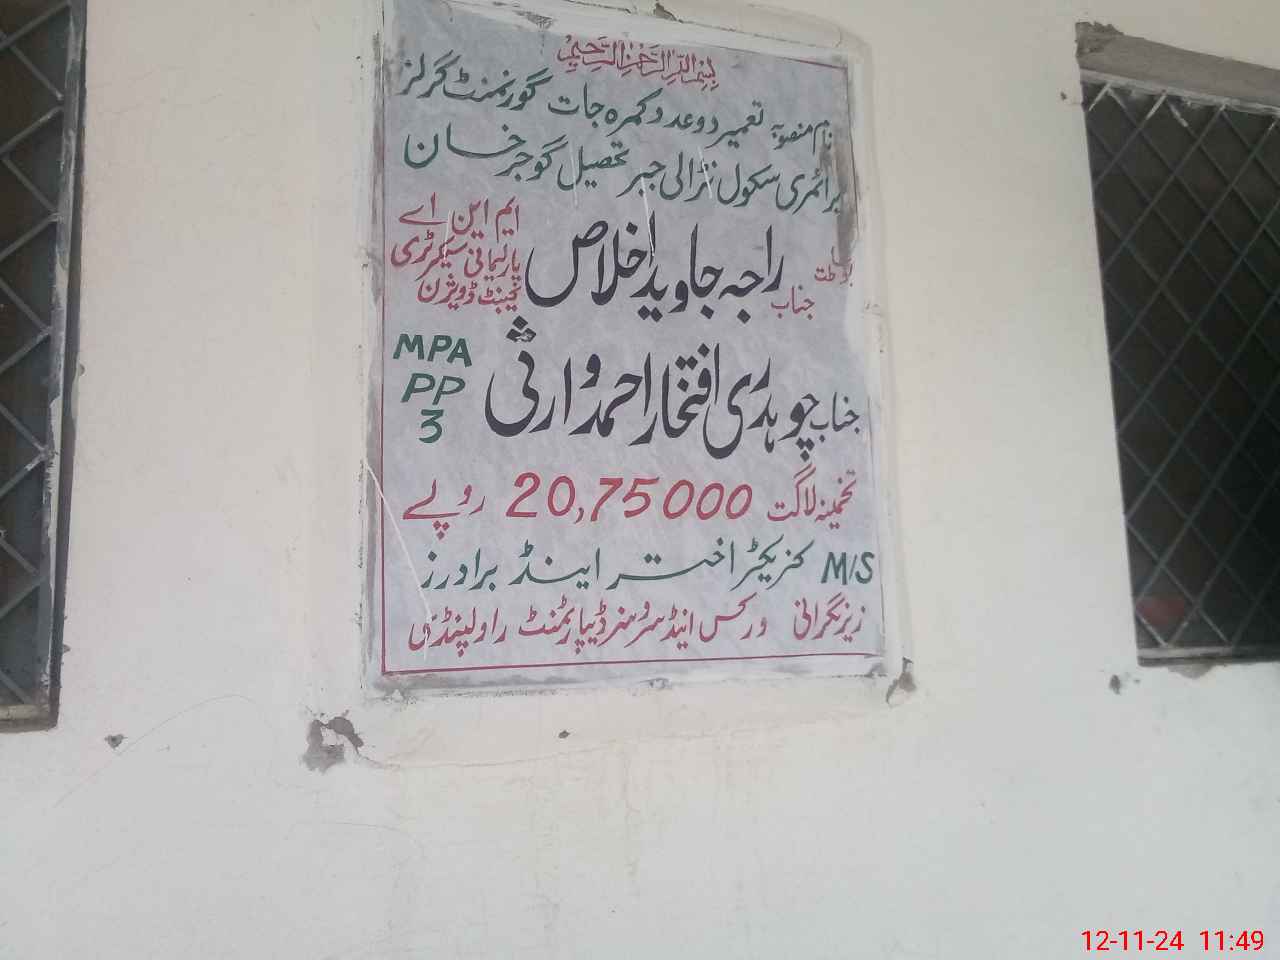 بسم اللہ الرحمٰن الرحیم
نام منصوبہ تعمیر دو عدد کمرہ جات گورنمنٹ گرلز
پرائمری سکول نڑالی جبر تحصیل گوجر خان
جناب راجہ جاوید اخلاص ایم این اے
پارلیمانی سیکرٹری
کیبنٹ ڈویژن
جناب چوہدری افتخار احمد وارثی MPA
PP
3
تخمینہ لاگت 20,75000 روپے
M/S کنٹریکٹر اختر اینڈ برادرز
زیر نگرانی ورکس اینڈ سروسز ڈیپارٹمنٹ راولپنڈی
12-11-24 11:49